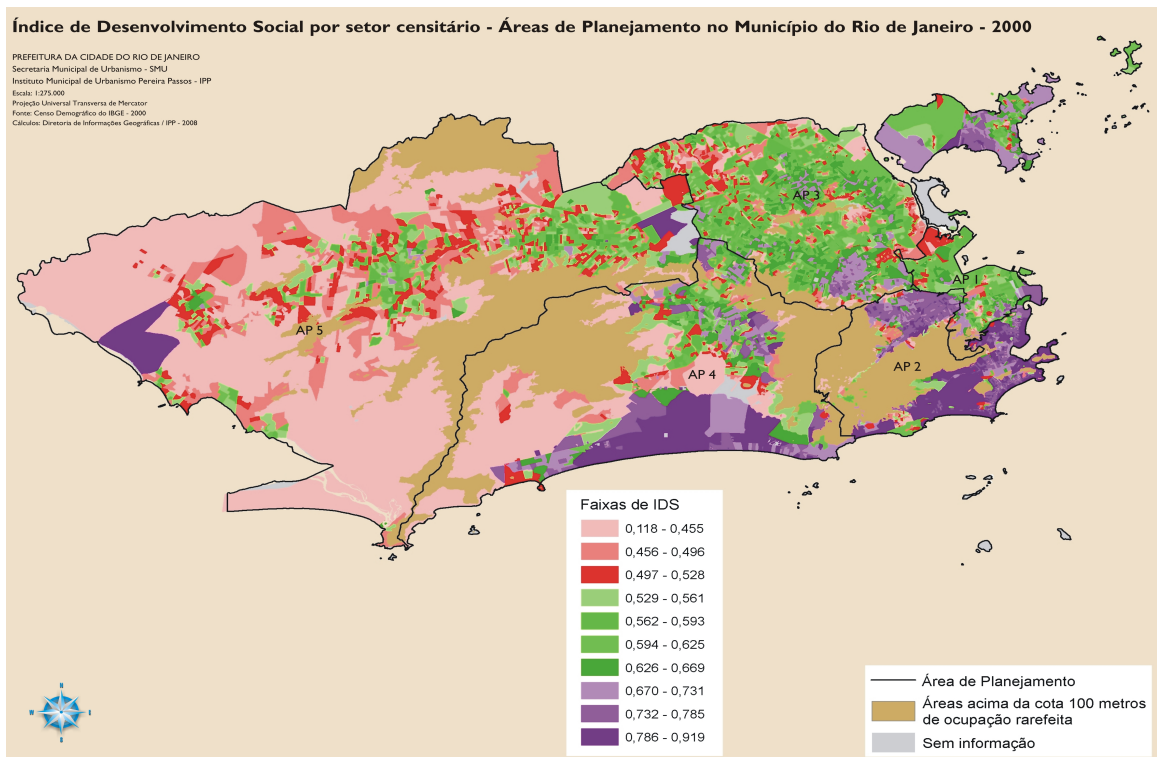 Índice de Desenvolvimento Social por setor censitário - Áreas de Planejamento no Município do Rio de Janeiro - 2000
PREFEITURA DA CIDADE DO RIO DE JANEIRO
Secretaria Municipal de Urbanismo - SMU
Instituto Municipal de Urbanismo Pereira Passos - IPP
Escala: 1:275.000
Projeção Universal Transversa de Mercator
Fonte: Censo Demográfico do IBGE - 2000
Cálculos: Diretoria de Informações Geográficas / IPP - 2008
AP 3
AP 1
AP 5
AP 2
AP 4
Faixas de IDS
0,118 - 0,455
0,456 - 0,496
0,497 - 0,528
0,529 - 0,561
0,562 - 0,593
0,594 - 0,625
0,626 - 0,669
0,670 - 0,731
0,732 - 0,785
0,786 - 0,919
Área de Planejamento
Áreas acima da cota 100 metros
de ocupação rarefeita
Sem informação
N
W
E